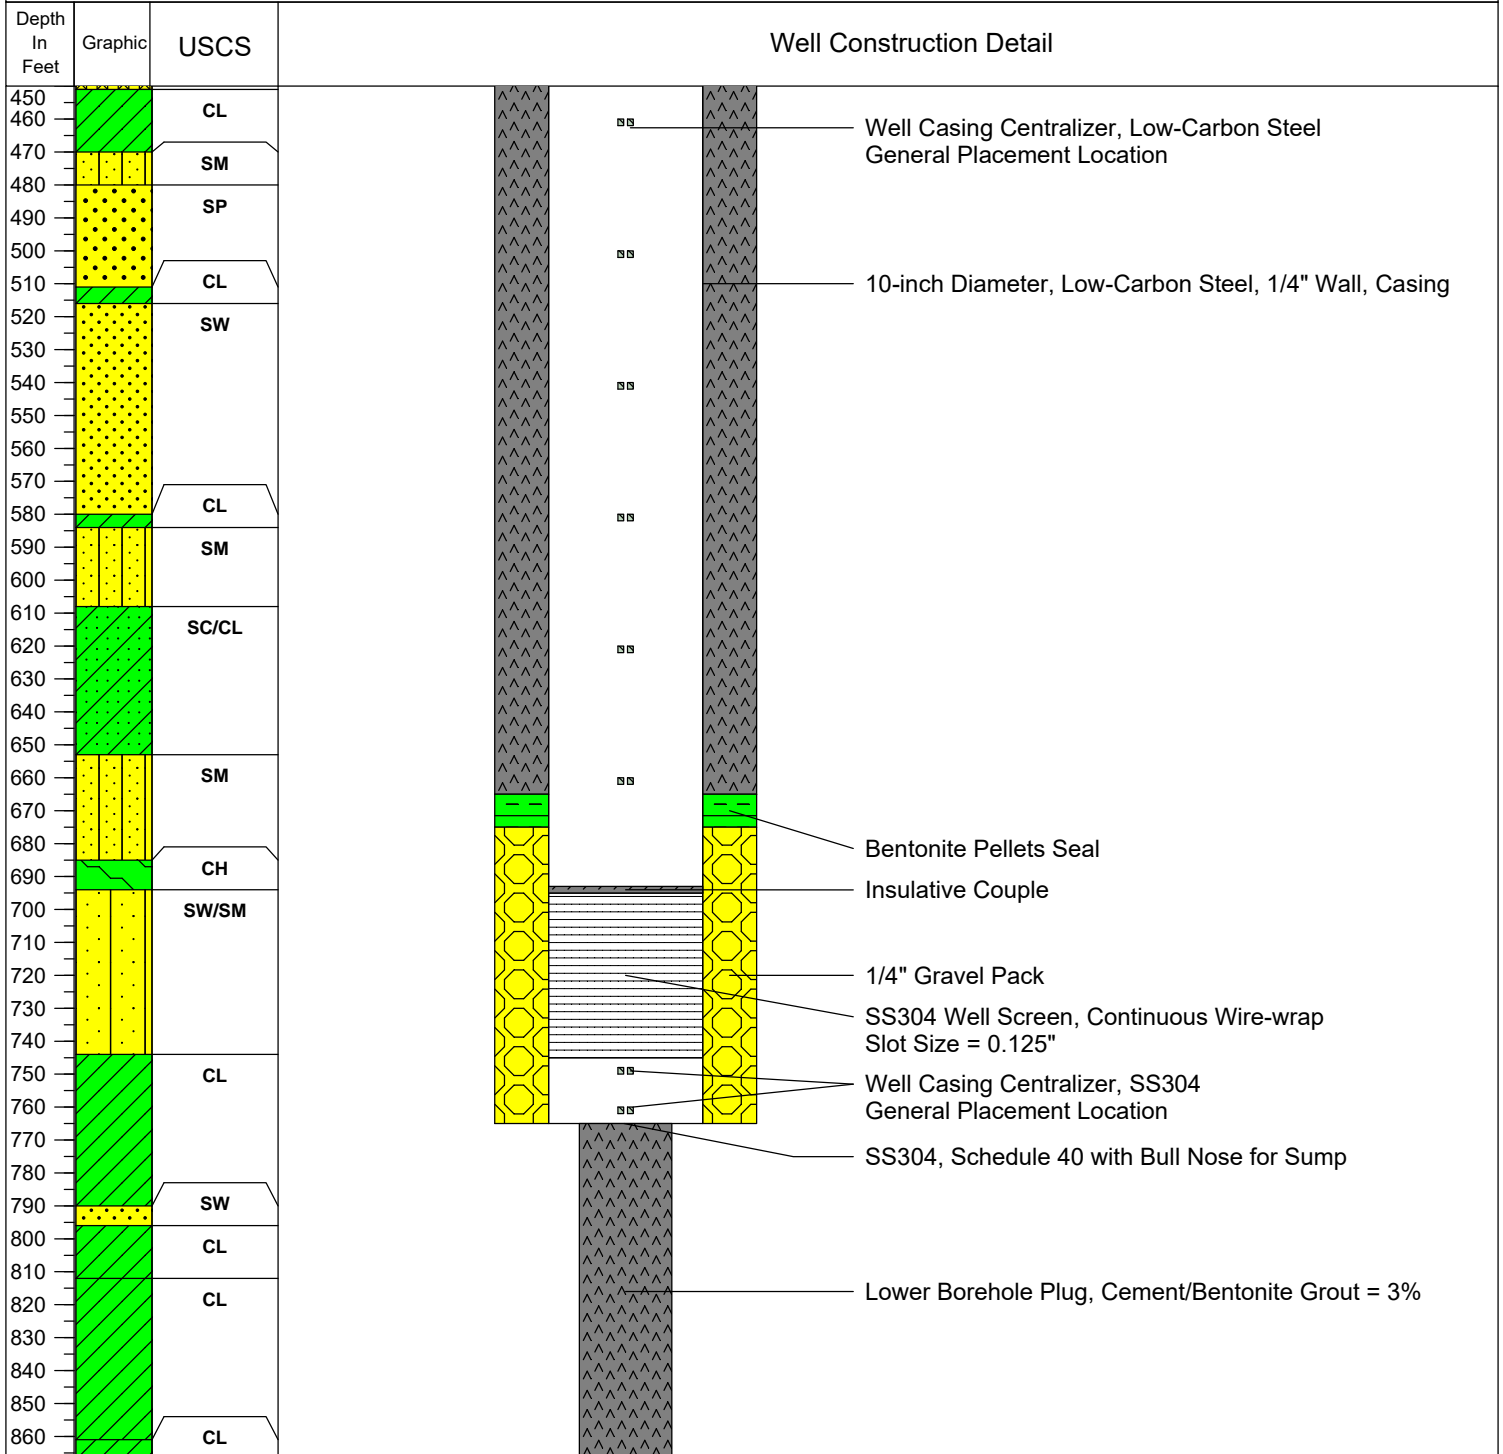 Depth
In
Feet
Graphic
USCS
Well Construction Detail
450
460
470
480
490
500
510
520
530
540
550
560
570
580
590
600
610
620
630
640
650
660
670
680
690
700
710
720
730
740
750
760
770
780
790
800
810
820
830
840
850
860
CL
SM
SP
CL
SW
CL
SM
SC/CL
SM
CH
SW/SM
CL
SW
CL
CL
CL
Well Casing Centralizer, Low-Carbon Steel
General Placement Location
10-inch Diameter, Low-Carbon Steel, 1/4" Wall, Casing
Bentonite Pellets Seal
Insulative Couple
1/4" Gravel Pack
SS304 Well Screen, Continuous Wire-wrap
Slot Size = 0.125"
Well Casing Centralizer, SS304
General Placement Location
SS304, Schedule 40 with Bull Nose for Sump
Lower Borehole Plug, Cement/Bentonite Grout = 3%